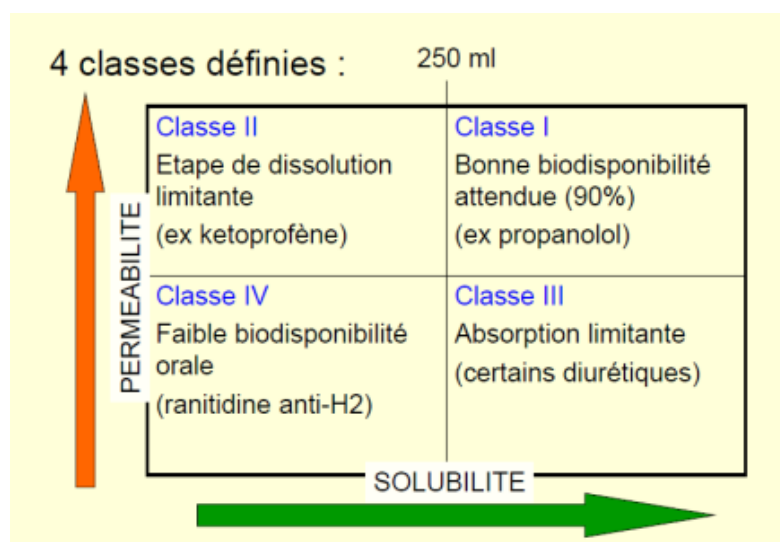 4 classes définies :
250 ml
Classe II
Etape de dissolution
limitante
(ex ketoprofène)
Classe I
Bonne biodisponibilité
attendue (90%)
(ex propanolol)
PERMEABILITE
Classe IV
Faible biodisponibilité
orale
(ranitidine anti-H2)
Classe III
Absorption limitante
(certains diurétiques)
SOLUBILITE